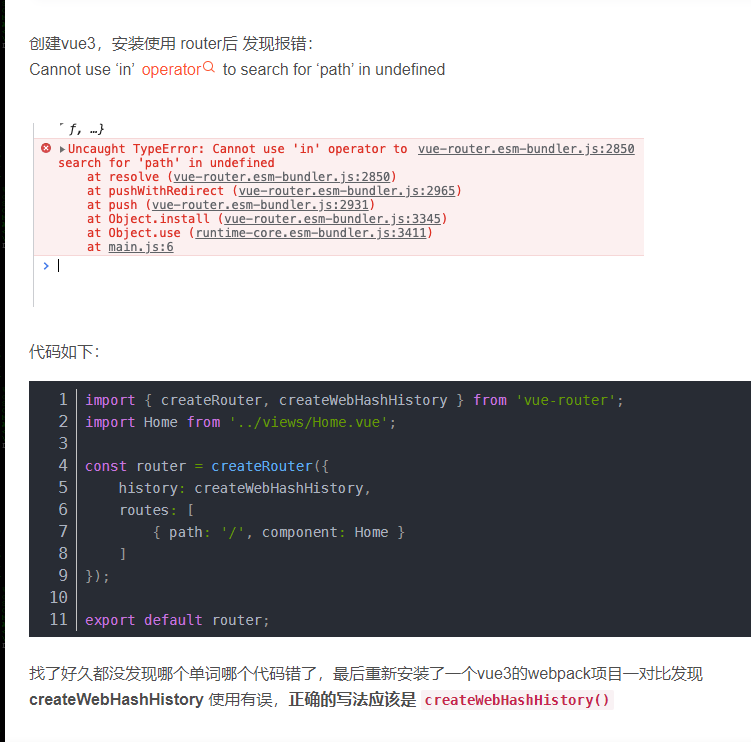 创建vue3，安装使用 router后 发现报错：
Cannot use ‘in’ operator to search for ‘path’ in undefined
f, …}
Uncaught TypeError: Cannot use 'in' operator to vue-router.esm-bundler.js:2850
search for 'path' in undefined
at resolve (vue-router.esm-bundler.js:2850)
at pushWithRedirect (vue-router.esm-bundler.js:2965)
at push (vue-router.esm-bundler.js:2931)
at Object.install (vue-router.esm-bundler.js:3345)
at Object.use (runtime-core.esm-bundler.js:3411)
at main.js:6
代码如下：
1 import { createRouter, createWebHashHistory } from 'vue-router';
2 import Home from '../views/Home.vue';
3
4 const router = createRouter({
5 history: createWebHashHistory,
6 routes: [
7 { path: '/', component: Home }
8 ]
9 });
10
11 export default router;
找了好久都没发现哪个单词哪个代码错了，最后重新安装了一个vue3的webpack项目一对比发现
createWebHashHistory 使用有误，正确的写法应该是 createWebHashHistory()